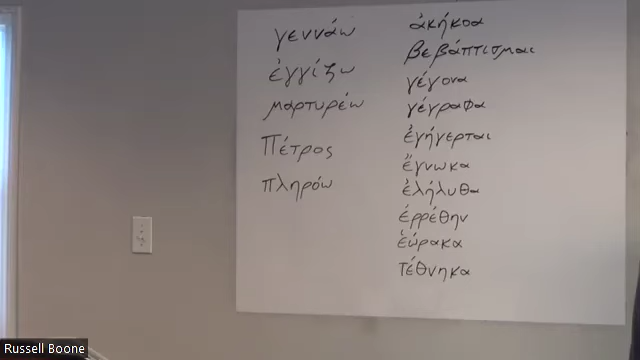 γεννάω
ἐγγίζω
μαρτυρέω
Πέτρος
πληρόω
ἀκήκοα
βεβάπτισμαι
γέγονα
γέγραφα
ἐγήγερται
ἔγνωκα
ἐλήλυθα
ἐρρέθην
ἑώρακα
τέθνηκα
Russell Boone